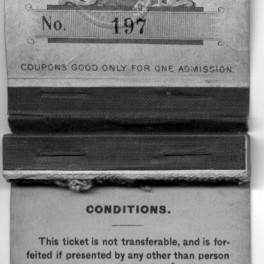 No. 197
COUPONS GOOD ONLY FOR ONE ADMISSION.
CONDITIONS.
This ticket is not transferable, and is for-
feited if presented by any other than person